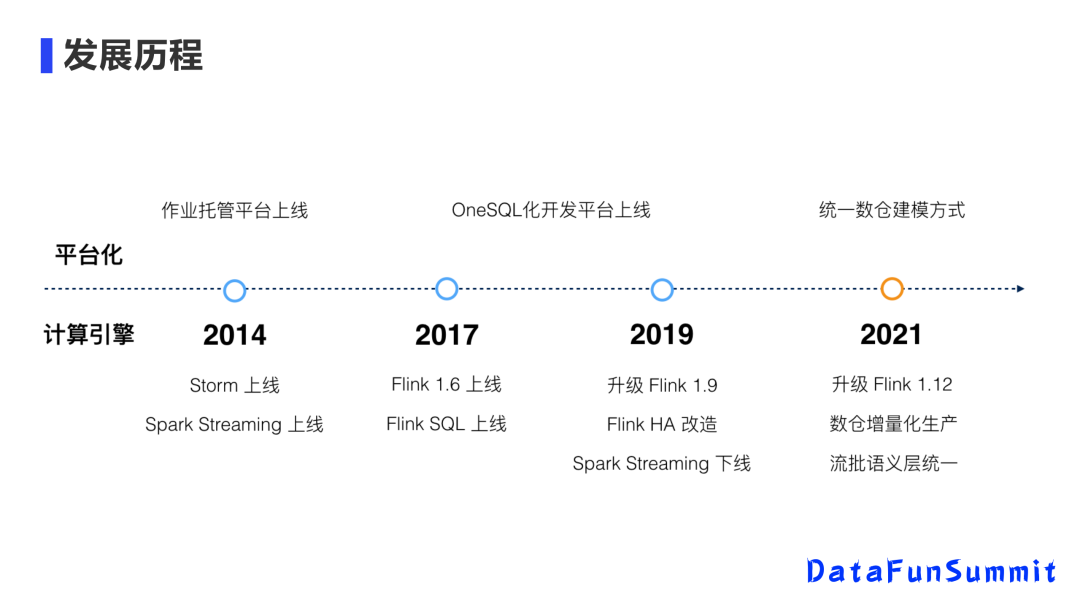 发展历程
作业托管平台上线
OneSQL化开发平台上线
统一数仓建模方式
平台化
计算引擎
2014
2017
2019
2021
Storm 上线
Spark Streaming 上线
Flink 1.6 上线
Flink SQL 上线
升级 Flink 1.9
Flink HA 改造
Spark Streaming 下线
升级 Flink 1.12
数仓增量化生产
流批语义层统一
DataFunSummit